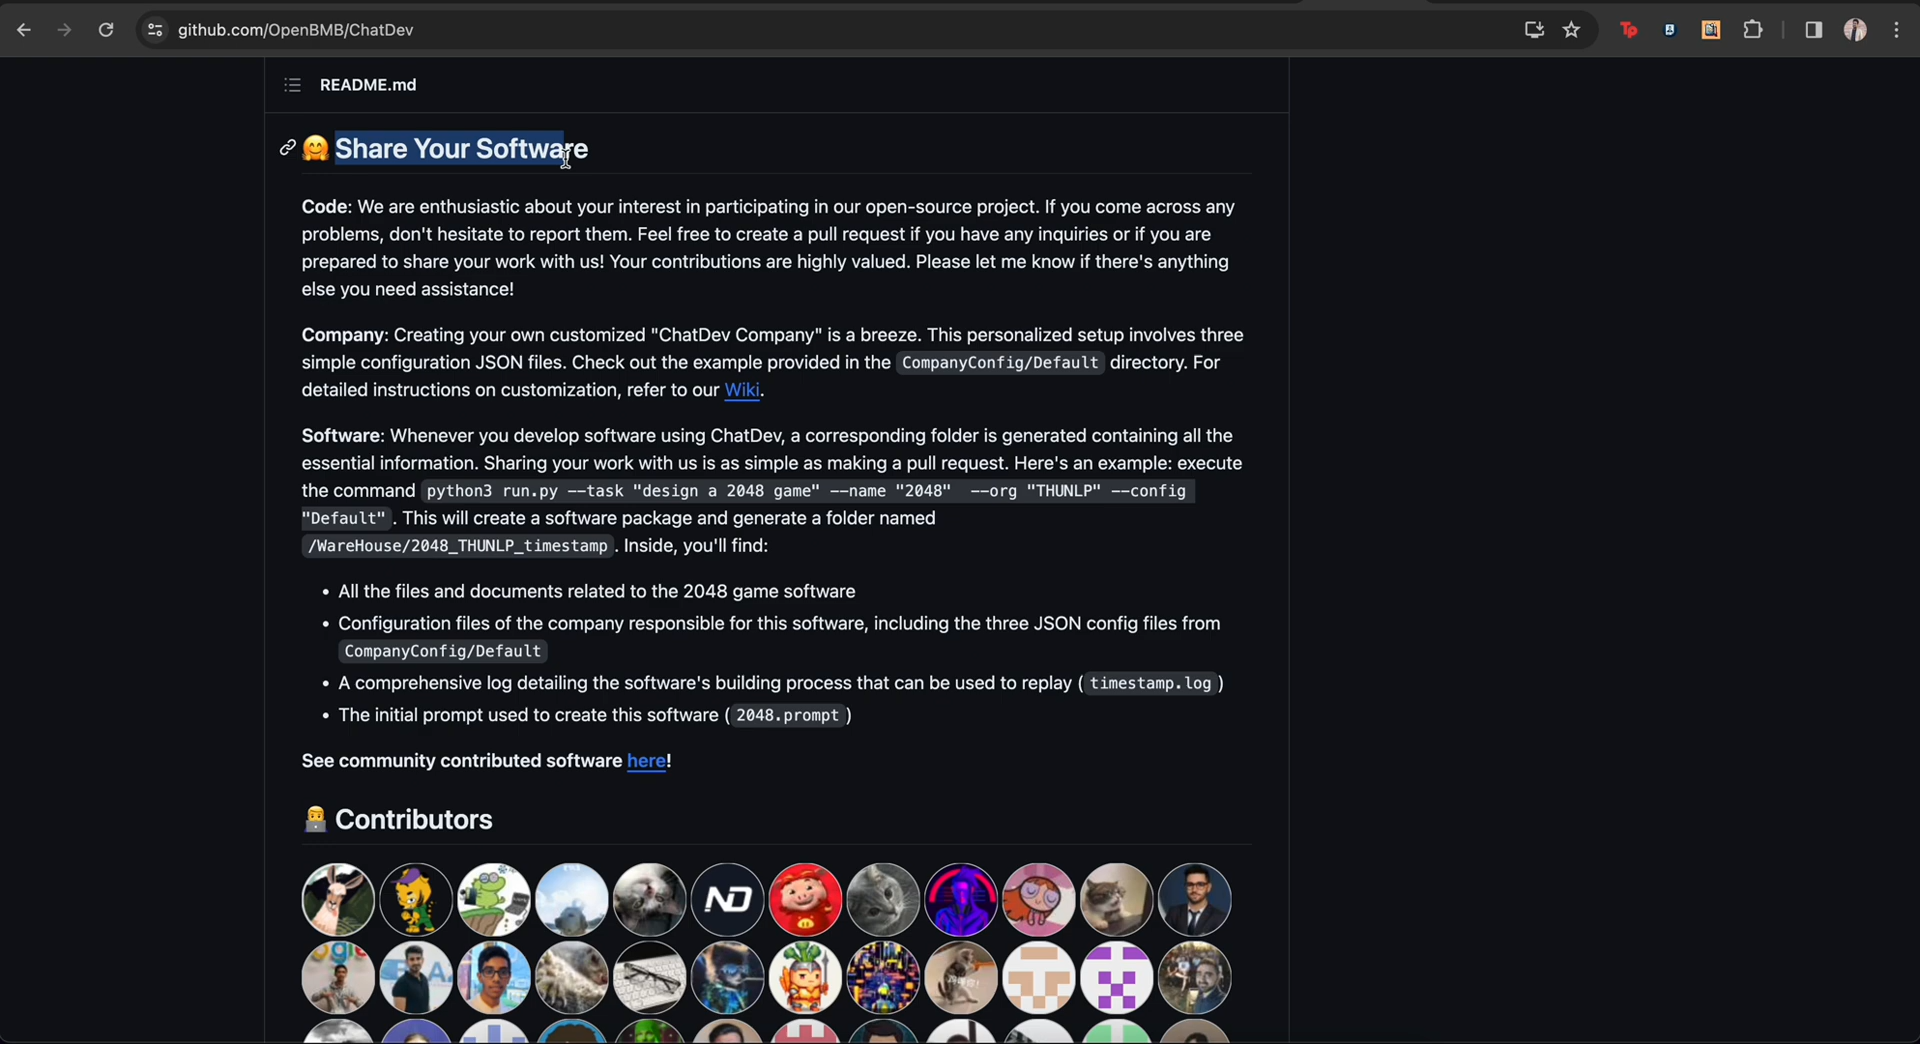 github.com/OpenBMB/ChatDev
Tp
README.md
Share Your Software
Code: We are enthusiastic about your interest in participating in our open-source project. If you come across any
problems, don't hesitate to report them. Feel free to create a pull request if you have any inquiries or if you are
prepared to share your work with us! Your contributions are highly valued. Please let me know if there's anything
else you need assistance!
Company: Creating your own customized "ChatDev Company" is a breeze. This personalized setup involves three
simple configuration JSON files. Check out the example provided in the CompanyConfig/Default directory. For
detailed instructions on customization, refer to our Wiki.
Software: Whenever you develop software using ChatDev, a corresponding folder is generated containing all the
essential information. Sharing your work with us is as simple as making a pull request. Here's an example: execute
the command python3 run.py --task "design a 2048 game" --name "2048"  --org "THUNLP" --config
"Default" . This will create a software package and generate a folder named
/WareHouse/2048_THUNLP_timestamp . Inside, you'll find:
• All the files and documents related to the 2048 game software
• Configuration files of the company responsible for this software, including the three JSON config files from
CompanyConfig/Default
• A comprehensive log detailing the software's building process that can be used to replay ( timestamp.log )
• The initial prompt used to create this software ( 2048.prompt )
See community contributed software here!
Contributors
ND